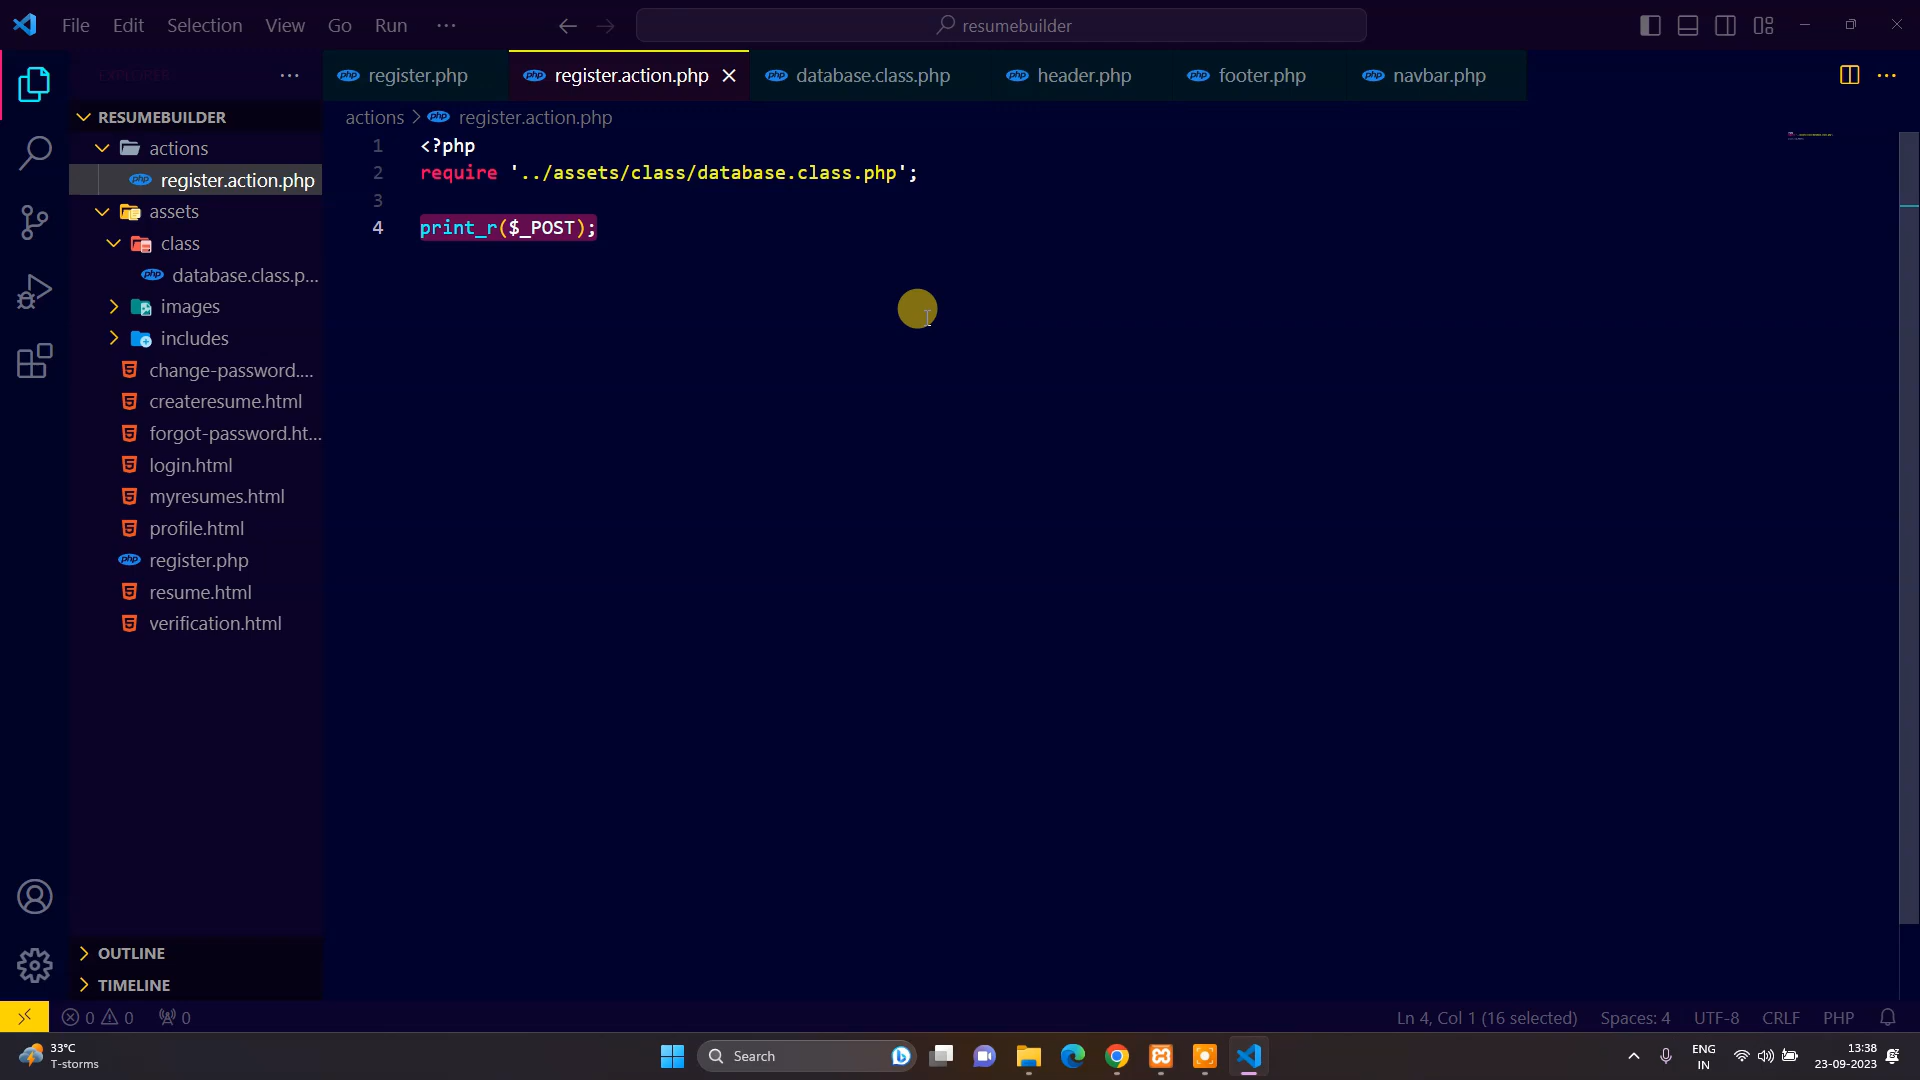 File Edit Selection View Go Run ···
resumebuilder
EXPLORER
register.php
register.action.php
database.class.php
header.php
footer.php
navbar.php
RESUMEBUILDER
actions > register.action.php
actions
register.action.php
assets
class
database.class.p...
images
includes
change-password....
createresume.html
forgot-password.ht...
login.html
myresumes.html
profile.html
register.php
resume.html
verification.html
1 <?php
2 require '../assets/class/database.class.php';
3
4 print_r($_POST);
OUTLINE
TIMELINE
0 0 0
Ln 4, Col 1 (16 selected) Spaces: 4 UTF-8 CRLF PHP
33°C
T-storms
Search
ENG
IN
13:38
23-09-2023